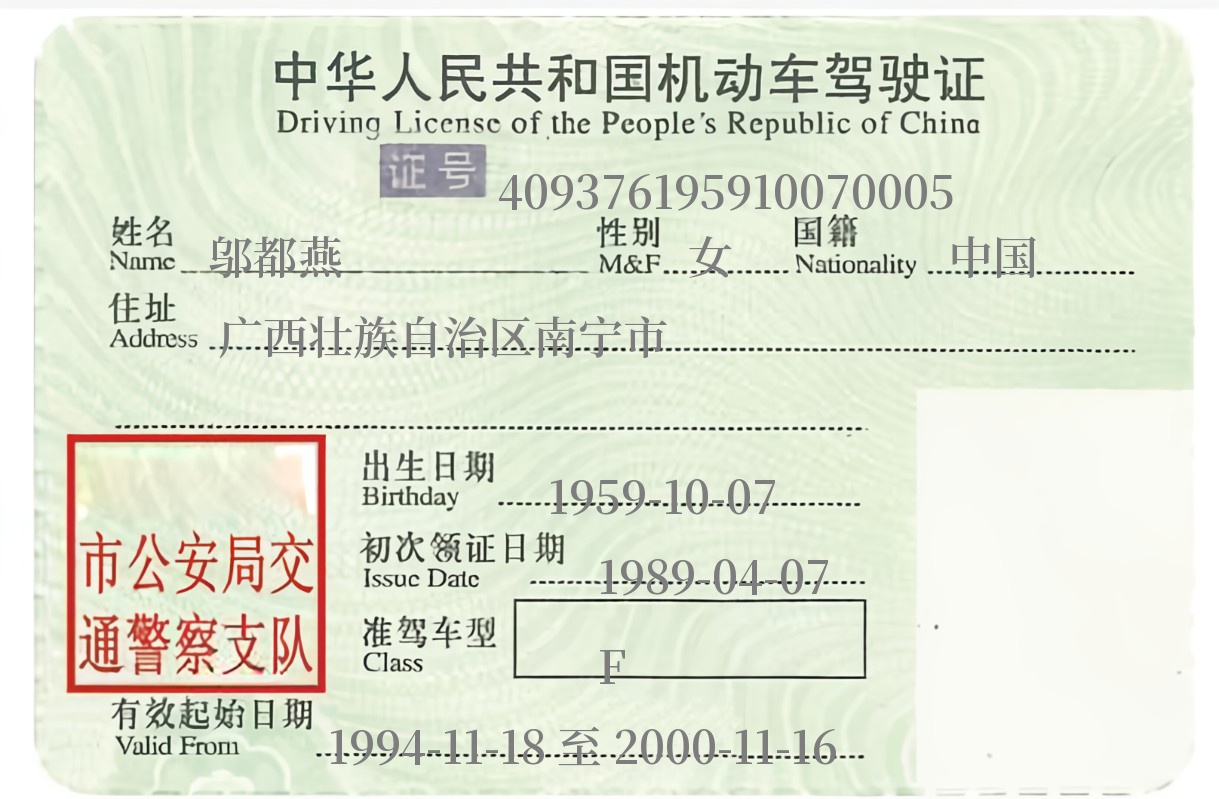 中华人民共和国机动车驾驶证
Driving License of the People's Republic of China
证号 409376195910070005
姓名 邬都燕 性别 女 国籍 中国
Name M&F Nationality
住址 广西壮族自治区南宁市
Address
出生日期
Birthday 1959-10-07
初次领证日期
Issue Date 1989-04-07
准驾车型
Class F
市公安局交
通警察支队
有效起始日期
Valid From 1994-11-18 至 2000-11-16